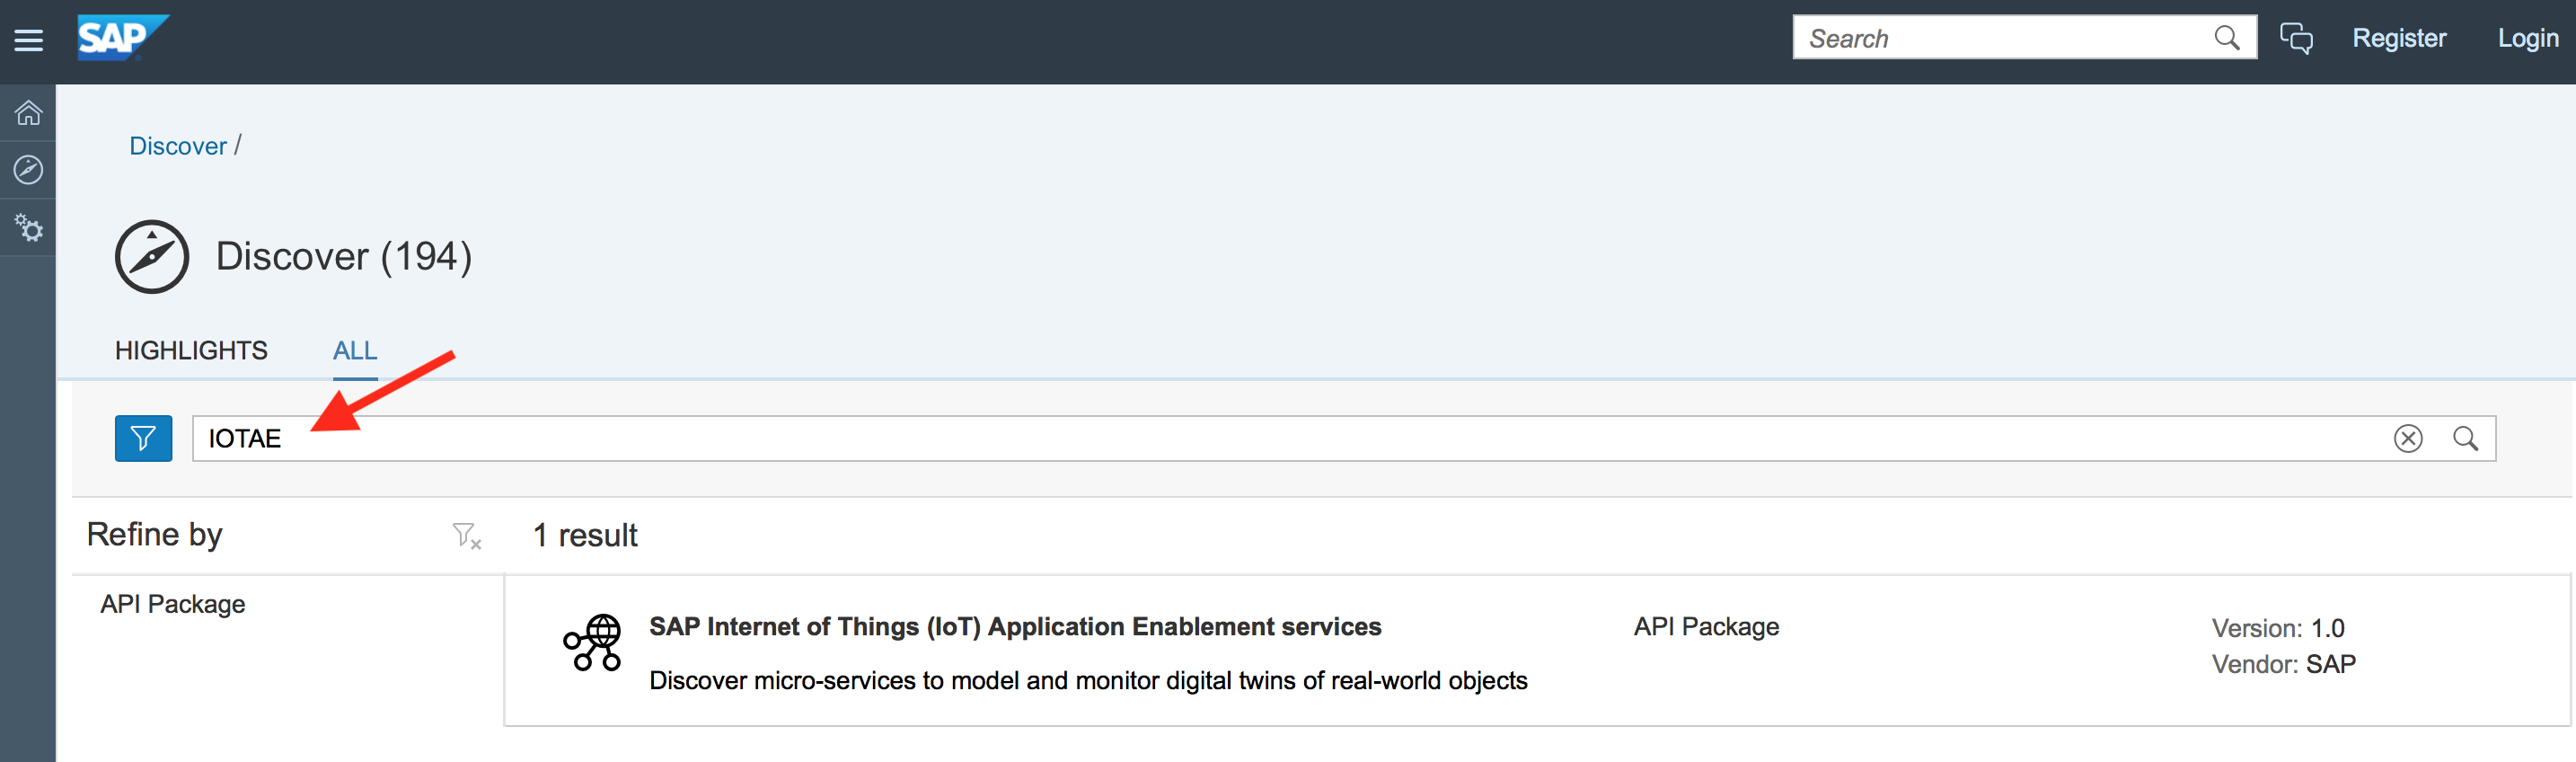 SAP
Search
Register
Login
Discover /
Discover (194)
HIGHLIGHTS
ALL
IOTAE
Refine by
1 result
API Package
SAP Internet of Things (IoT) Application Enablement services
API Package
Version: 1.0
Vendor: SAP
Discover micro-services to model and monitor digital twins of real-world objects